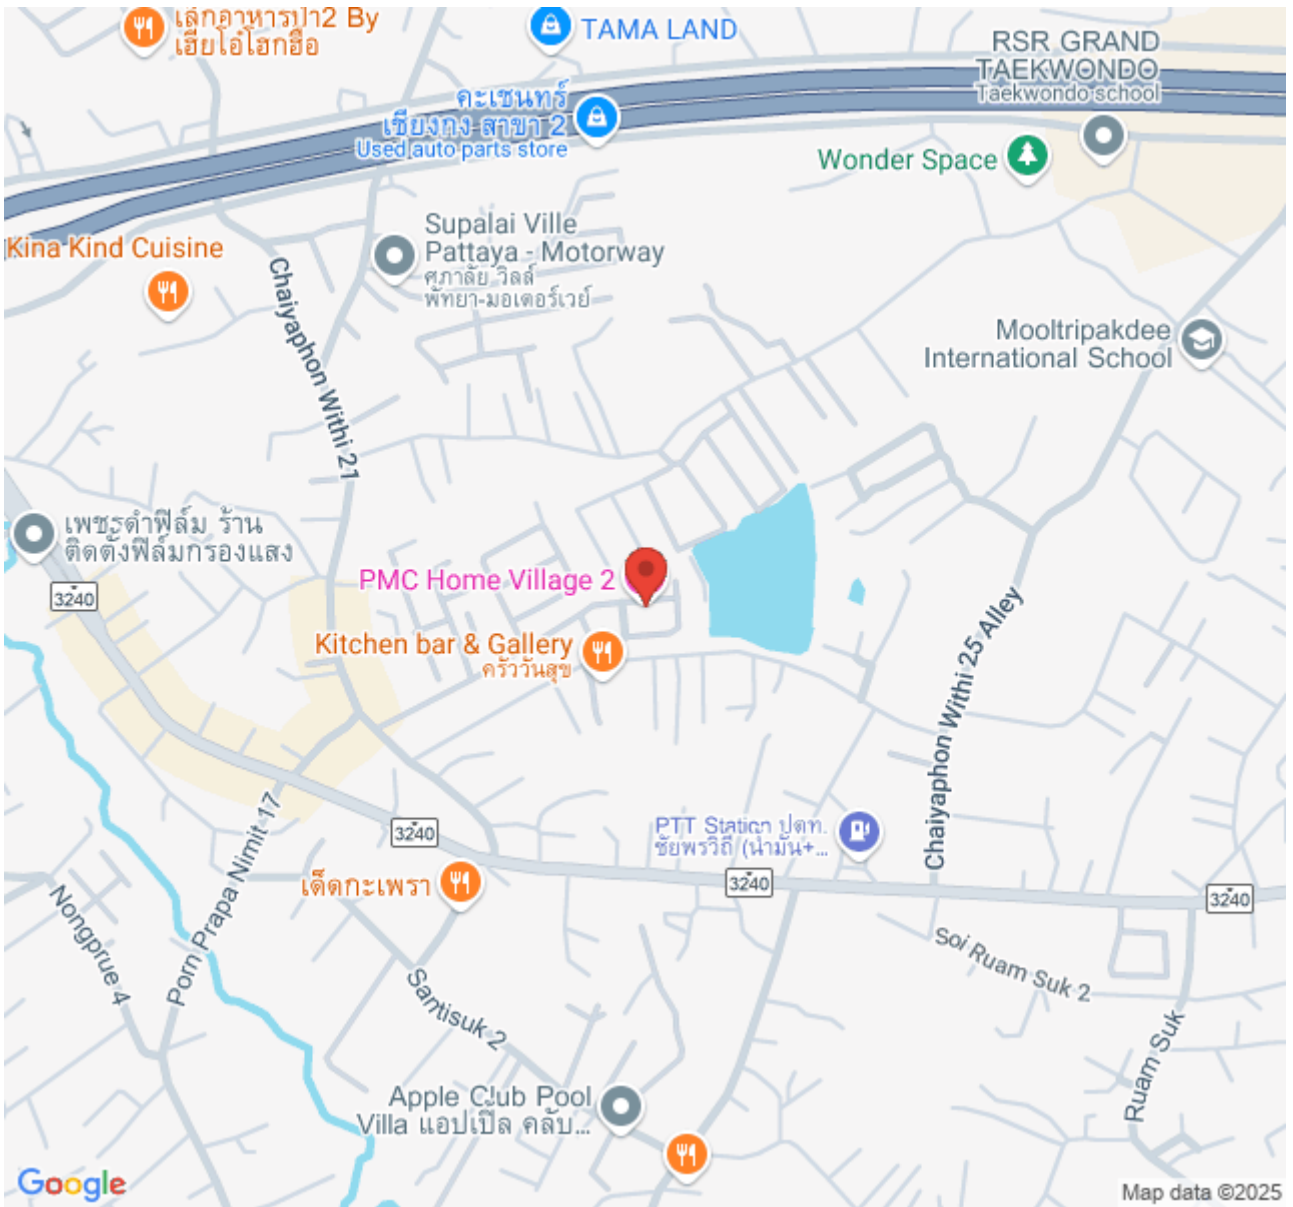 เล็กอาหารป่า2 By
เฮียโอ๋โฮกฮือ
TAMA LAND
RSR GRAND
TAEKWONDO
Taekwondo school
คะเชนทร์
เซียงกง สาขา 2
Used auto parts store
Wonder Space
Supalai Ville
Pattaya - Motorway
ศุภาลัย วิลล์
พัทยา-มอเตอร์เวย์
Kina Kind Cuisine
Chaiyaphon Withi 21
Mooltripakdee
International School
เพชรดำฟิล์ม ร้าน
ติดตั้งฟิล์มกรองแสง
PMC Home Village 2
3240
Kitchen bar & Gallery
ครัววันสุข
Chaiyaphon Withi 25 Alley
PTT Station ปตท.
ชัยพรวิถี (น้ำมัน+...
3240
3240
3240
เด็ดกะเพรา
Porn Prapa Nimit 17
Nongprue 4
Soi Ruam Suk 2
Santisuk 2
Ruam Suk
Apple Club Pool
Villa แอปเปิ้ล คลับ...
Google
Map data ©2025